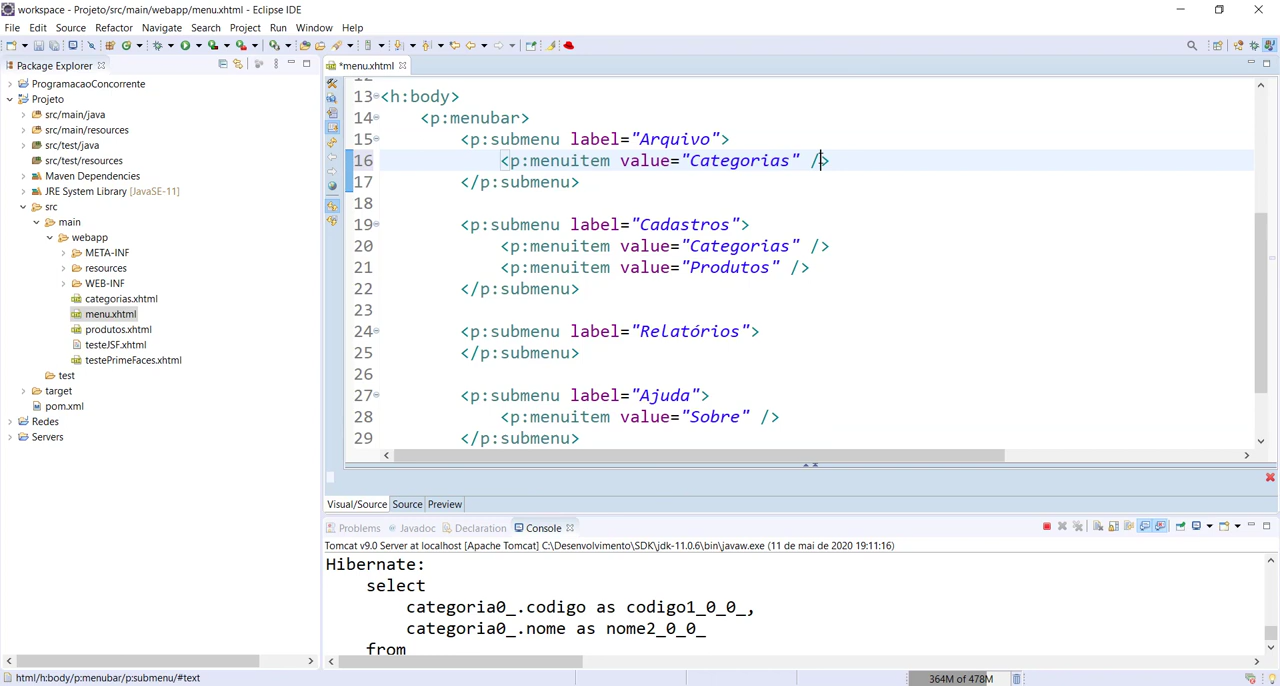 workspace - Projeto/src/main/webapp/menu.xhtml - Eclipse IDE
File Edit Source Refactor Navigate Search Project Run Window Help
Package Explorer
*menu.xhtml
ProgramacaoConcorrente
Projeto
src/main/java
src/main/resources
src/test/java
src/test/resources
Maven Dependencies
JRE System Library [JavaSE-11]
src
main
webapp
META-INF
resources
WEB-INF
categorias.xhtml
menu.xhtml
produtos.xhtml
testeJSF.xhtml
testePrimeFaces.xhtml
test
target
pom.xml
Redes
Servers
12
13 <h:body>
14 <p:menubar>
15 <p:submenu label="Arquivo">
16 <p:menuitem value="Categorias" />
17 </p:submenu>
18
19 <p:submenu label="Cadastros">
20 <p:menuitem value="Categorias" />
21 <p:menuitem value="Produtos" />
22 </p:submenu>
23
24 <p:submenu label="Relatórios">
25 </p:submenu>
26
27 <p:submenu label="Ajuda">
28 <p:menuitem value="Sobre" />
29 </p:submenu>
Visual/Source Source Preview
Problems Javadoc Declaration Console
Tomcat v9.0 Server at localhost [Apache Tomcat] C:\Desenvolvimento\SDK\jdk-11.0.6\bin\javaw.exe (11 de mai de 2020 19:11:16)
Hibernate:
select
categoria0_.codigo as codigo1_0_0_,
categoria0_.nome as nome2_0_0_
from
html/h:body/p:menubar/p:submenu/#text
364M of 478M